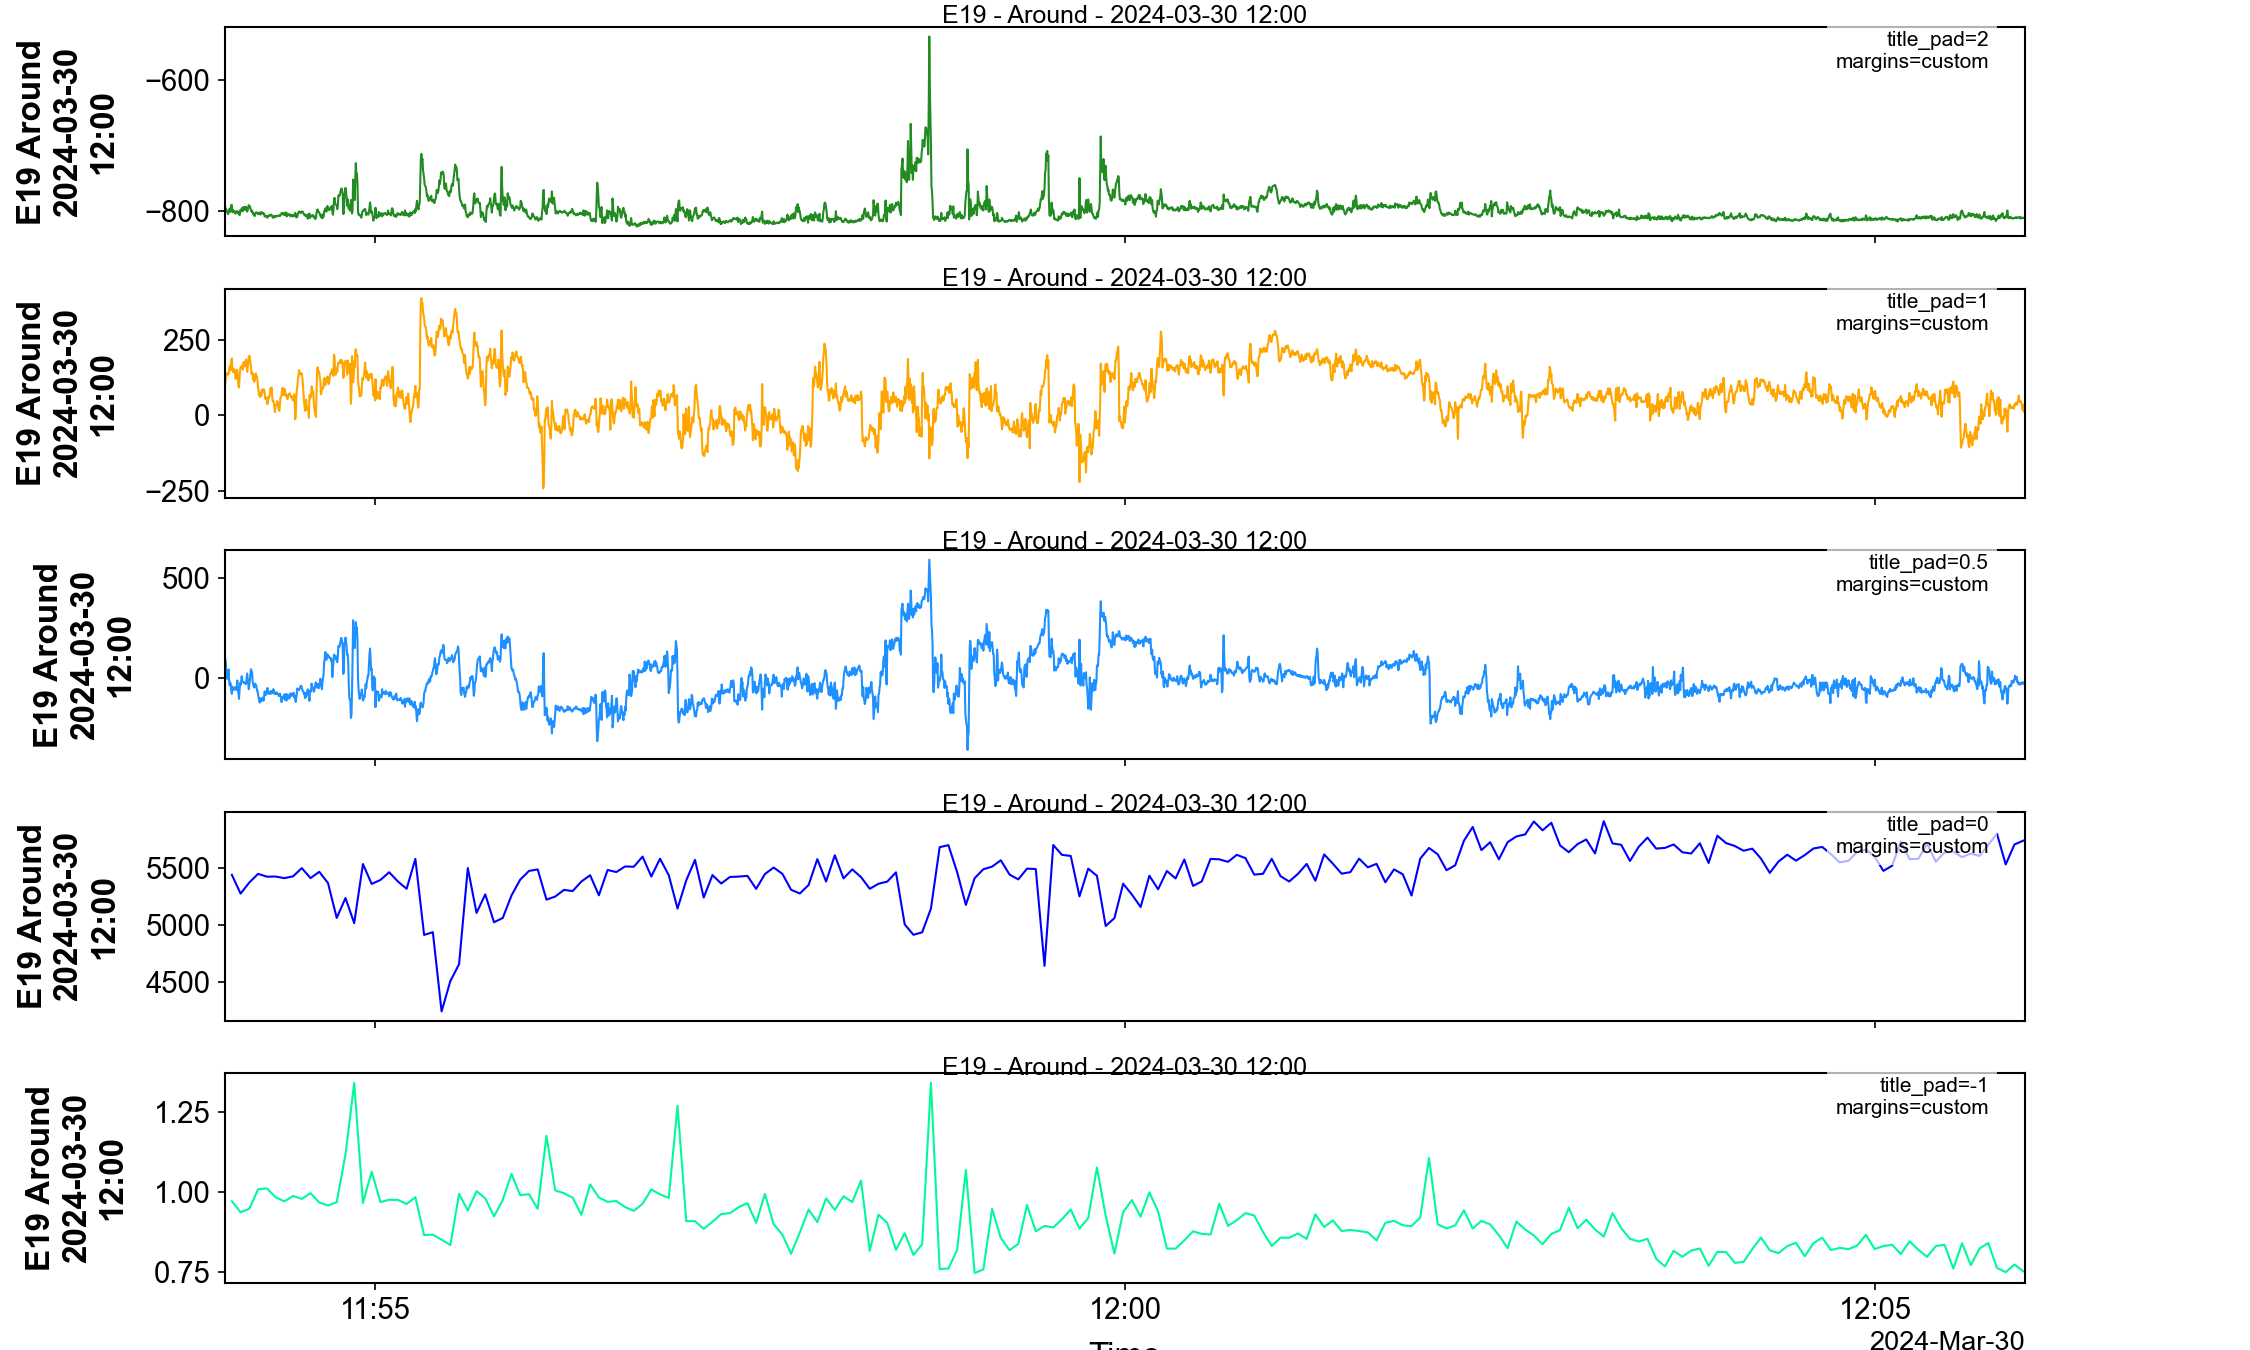 E19 - Around - 2024-03-30 12:00
E19 Around
2024-03-30
12:00
−600
−800
title_pad=2
margins=custom
E19 - Around - 2024-03-30 12:00
E19 Around
2024-03-30
12:00
250
0
−250
title_pad=1
margins=custom
E19 - Around - 2024-03-30 12:00
E19 Around
2024-03-30
12:00
500
0
title_pad=0.5
margins=custom
E19 - Around - 2024-03-30 12:00
E19 Around
2024-03-30
12:00
5500
5000
4500
title_pad=0
margins=custom
E19 - Around - 2024-03-30 12:00
E19 Around
2024-03-30
12:00
1.25
1.00
0.75
title_pad=-1
margins=custom
11:55
12:00
12:05
Time
2024-Mar-30